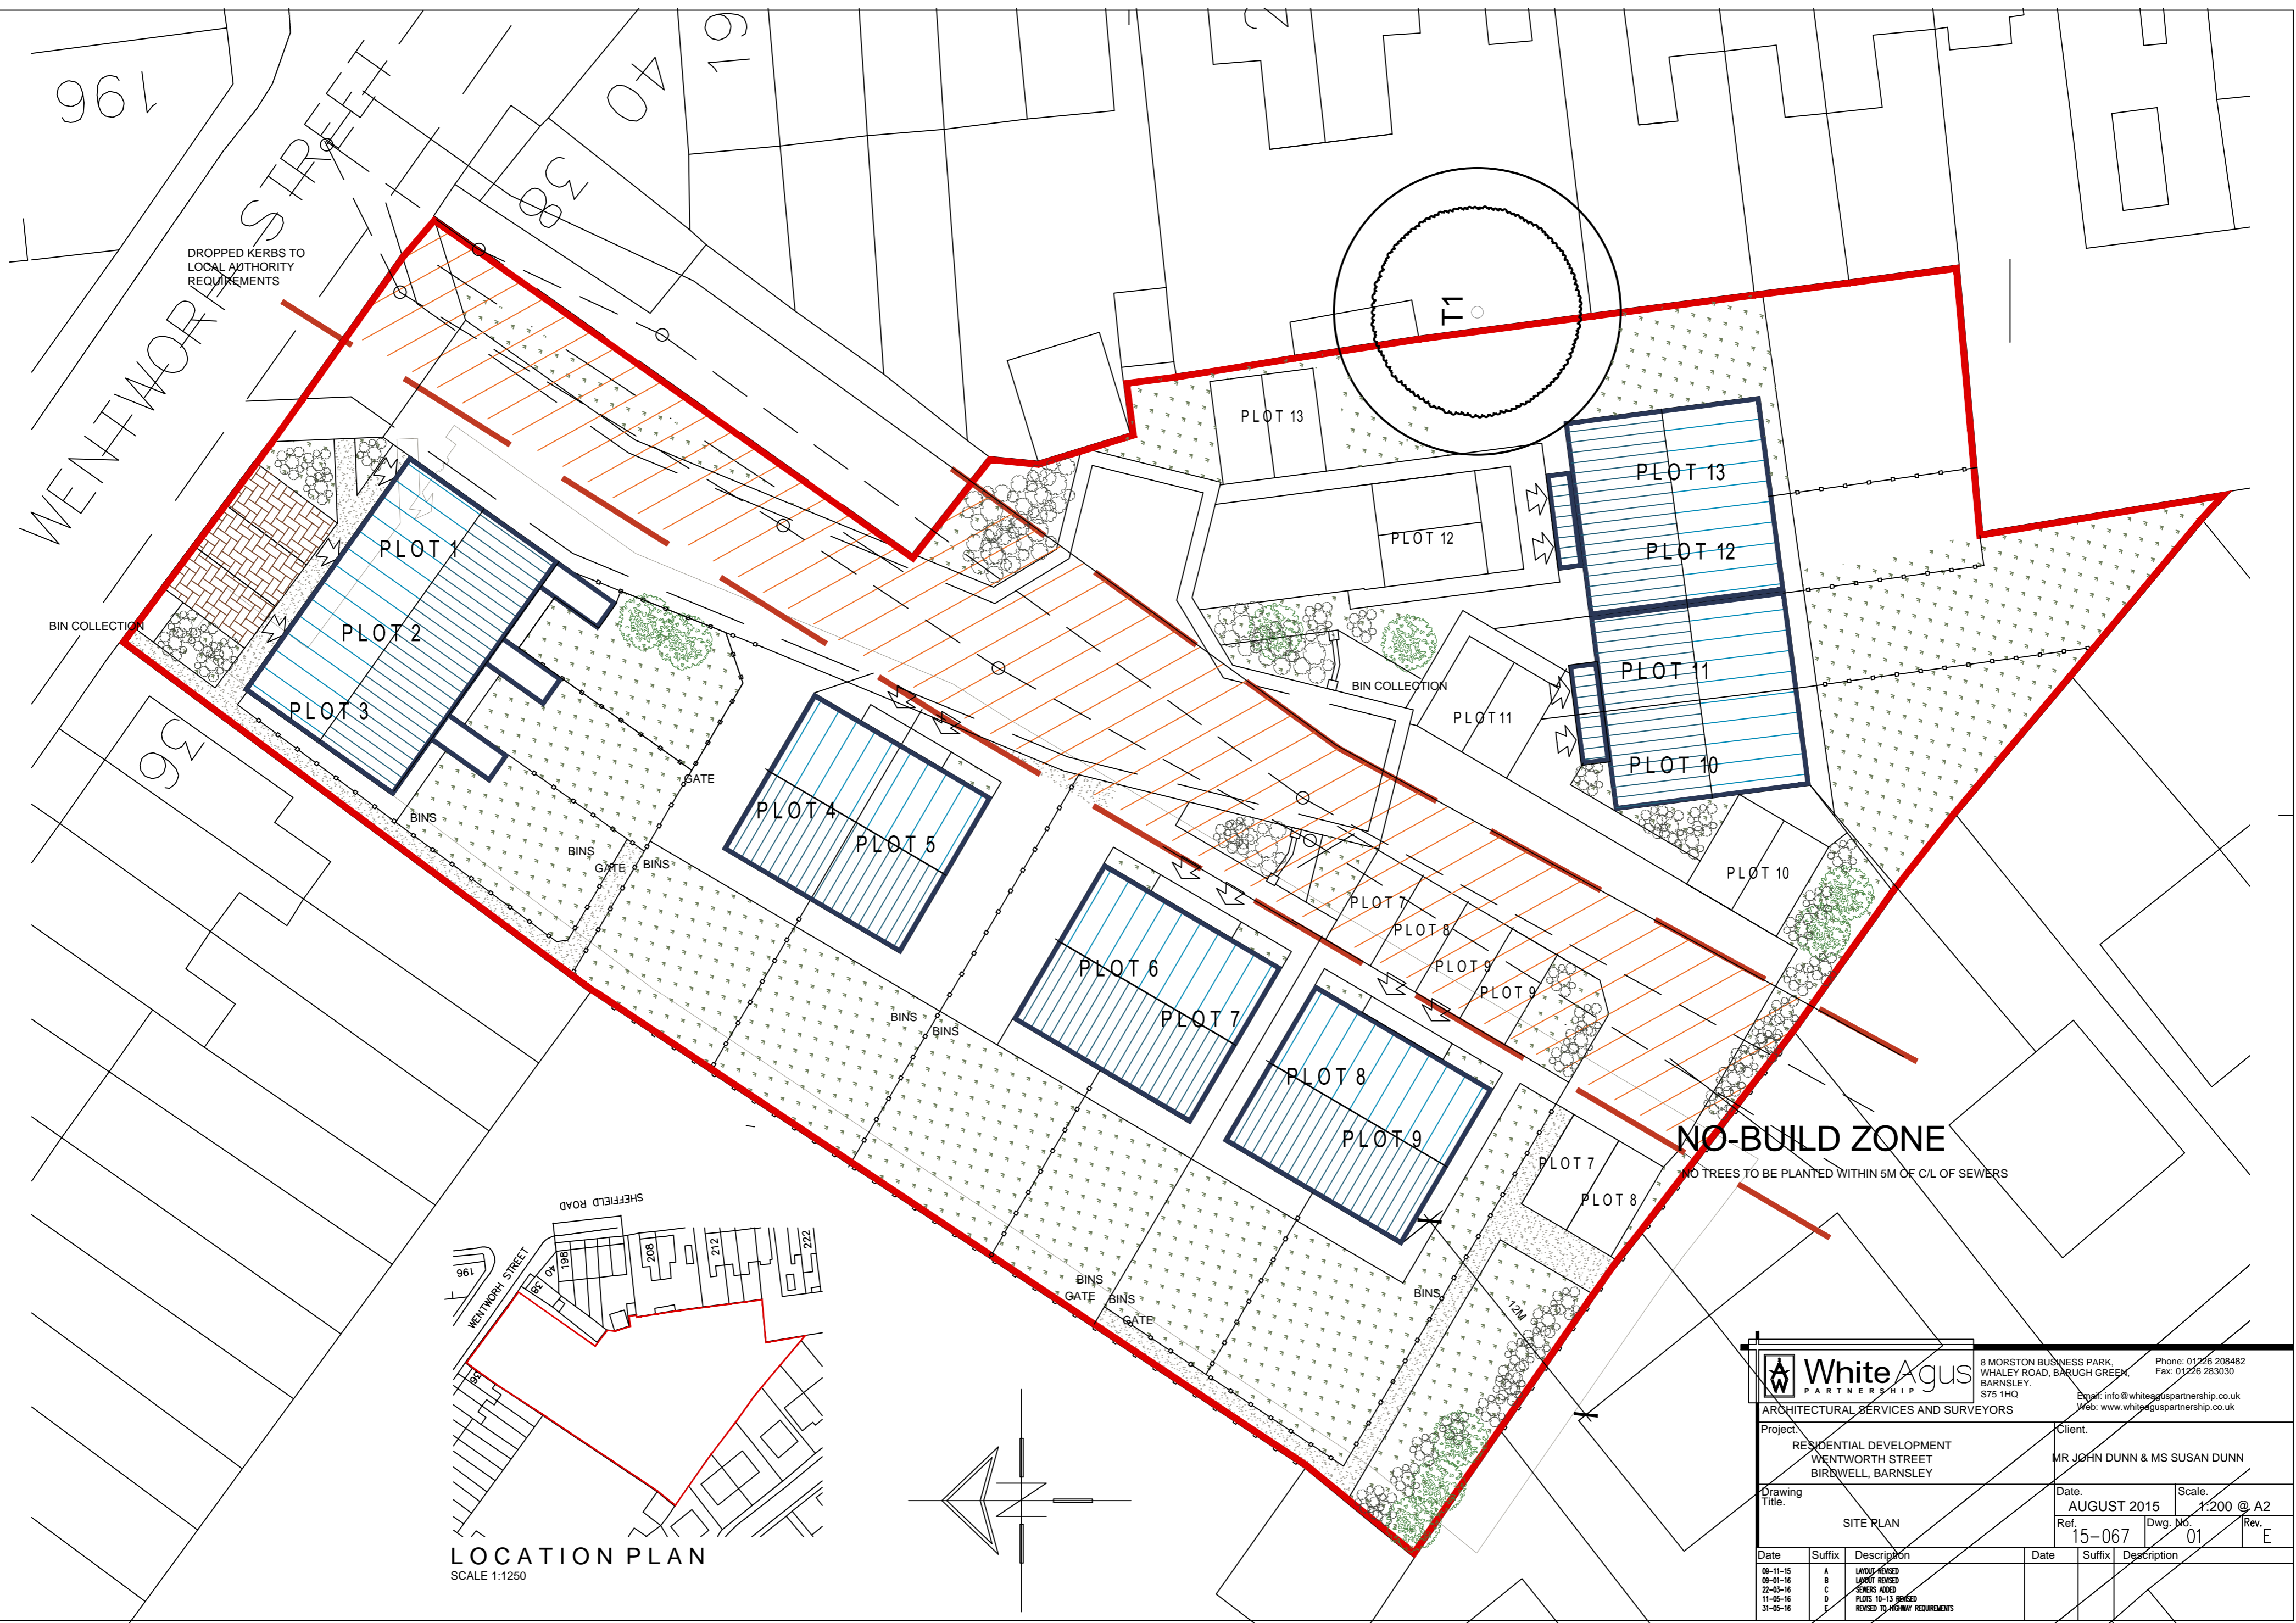 196
40
19
38
WENTWORTH STREET
DROPPED KERBS TO
LOCAL AUTHORITY
REQUIREMENTS
T1
PLOT 13
PLOT 12
PLOT 13
PLOT 12
PLOT 11
PLOT 10
PLOT 11
PLOT 10
BIN COLLECTION
BIN COLLECTION
PLOT 1
PLOT 2
PLOT 3
36
GATE
BINS
BINS
GATE
BINS
PLOT 4
PLOT 5
PLOT 6
PLOT 7
PLOT 8
PLOT 9
PLOT 7
PLOT 8
PLOT 9
PLOT 9
BINS
BINS
PLOT 7
PLOT 8
BINS
GATE
BINS
GATE
BINS
12M
NO-BUILD ZONE
NO TREES TO BE PLANTED WITHIN 5M OF C/L OF SEWERS
SHEFFIELD ROAD
WENTWORH STREET
196
38
40
198
208
212
222
36
LOCATION PLAN
SCALE 1:1250
N
AW
White Agus
PARTNERSHIP
ARCHITECTURAL SERVICES AND SURVEYORS
8 MORSTON BUSINESS PARK,
WHALEY ROAD, BARUGH GREEN,
BARNSLEY.
S75 1HQ
Phone: 01226 208482
Fax: 01226 283030
Email: info@whiteaguspartnership.co.uk
Web: www.whiteaguspartnership.co.uk
Project.
RESIDENTIAL DEVELOPMENT
WENTWORTH STREET
BIRDWELL, BARNSLEY
Client.
MR JOHN DUNN & MS SUSAN DUNN
Drawing
Title.
SITE PLAN
Date.
AUGUST 2015
Scale.
1:200 @ A2
Ref.
15-067
Dwg. No.
01
Rev.
E
Date Suffix Description Date Suffix Description
09-11-15 A LAYOUT REVISED
09-01-16 B LAYOUT REVISED
22-03-16 C SEWERS ADDED
11-05-16 D PLOTS 10-13 REVISED
31-05-16 E REVISED TO HIGHWAY REQUIREMENTS